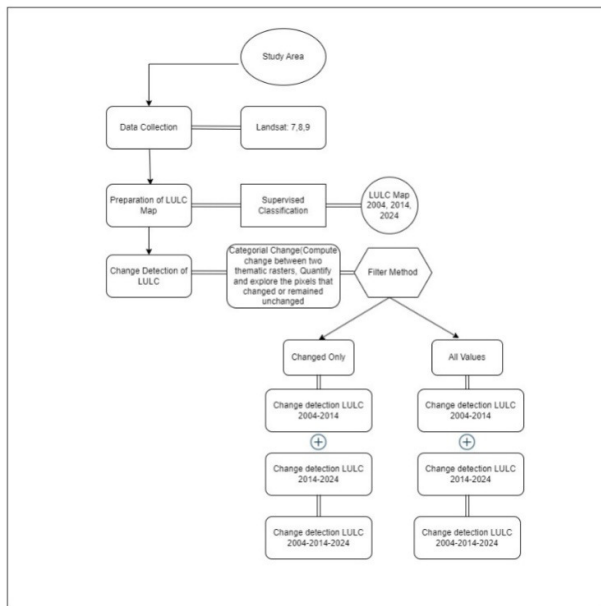 Study Area
Data Collection
Landsat: 7,8,9
Preparation of LULC
Map
Supervised
Classification
LULC Map
2004, 2014,
2024
Change Detection of
LULC
Categorial Change(Compute
change between two
thematic rasters, Quantify
and explore the pixels that
changed or remained
unchanged
Filter Method
Changed Only
All Values
Change detection LULC
2004-2014
Change detection LULC
2004-2014
Change detection LULC
2014-2024
Change detection LULC
2014-2024
Change detection LULC
2004-2014-2024
Change detection LULC
2004-2014-2024